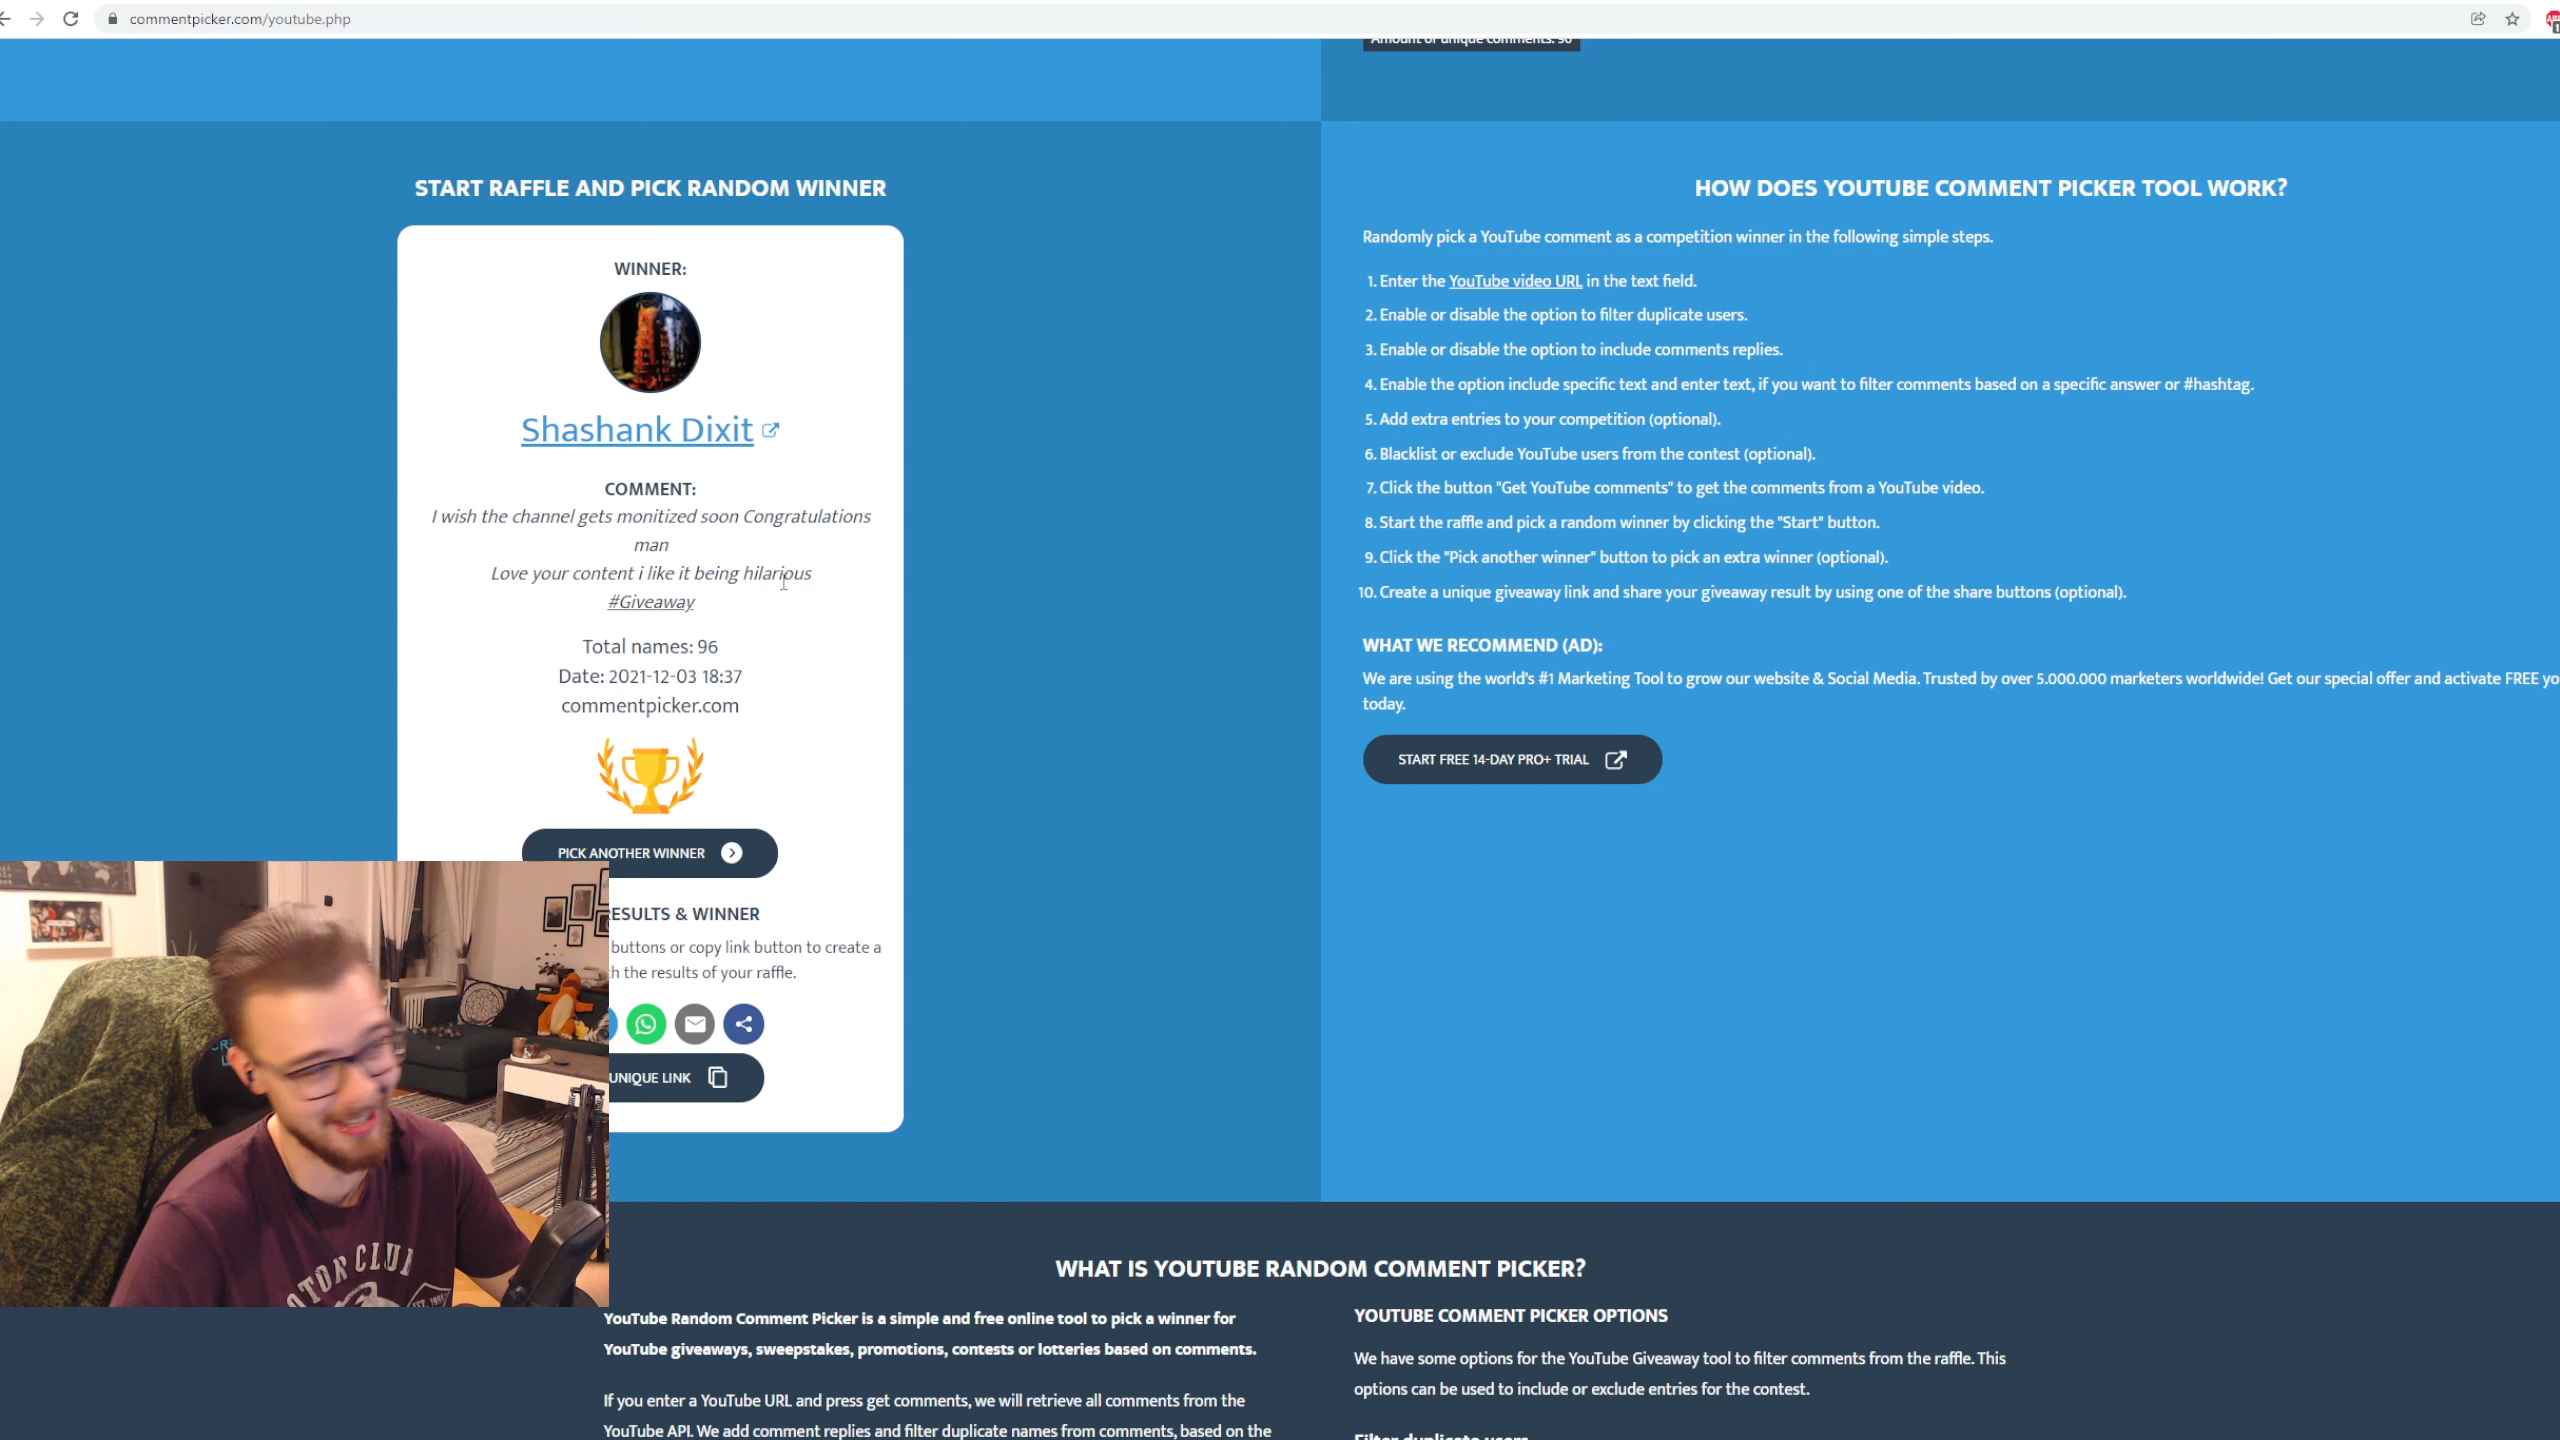 commentpicker.com/youtube.php
Amount of unique comments: 96
START RAFFLE AND PICK RANDOM WINNER
WINNER:
Shashank Dixit
COMMENT:
I wish the channel gets monitized soon Congratulations
man
Love your content i like it being hilarious
#Giveaway
Total names: 96
Date: 2021-12-03 18:37
commentpicker.com
PICK ANOTHER WINNER
ESULTS & WINNER
buttons or copy link button to create a
h the results of your raffle.
UNIQUE LINK
HOW DOES YOUTUBE COMMENT PICKER TOOL WORK?
Randomly pick a YouTube comment as a competition winner in the following simple steps.
1. Enter the YouTube video URL in the text field.
2. Enable or disable the option to filter duplicate users.
3. Enable or disable the option to include comments replies.
4. Enable the option include specific text and enter text, if you want to filter comments based on a specific answer or #hashtag.
5. Add extra entries to your competition (optional).
6. Blacklist or exclude YouTube users from the contest (optional).
7. Click the button "Get YouTube comments" to get the comments from a YouTube video.
8. Start the raffle and pick a random winner by clicking the "Start" button.
9. Click the "Pick another winner" button to pick an extra winner (optional).
10. Create a unique giveaway link and share your giveaway result by using one of the share buttons (optional).
WHAT WE RECOMMEND (AD):
We are using the world's #1 Marketing Tool to grow our website & Social Media. Trusted by over 5.000.000 marketers worldwide! Get our special offer and activate FREE yo
today.
START FREE 14-DAY PRO+ TRIAL
OTOR CLUB
WHAT IS YOUTUBE RANDOM COMMENT PICKER?
YouTube Random Comment Picker is a simple and free online tool to pick a winner for
YouTube giveaways, sweepstakes, promotions, contests or lotteries based on comments.
If you enter a YouTube URL and press get comments, we will retrieve all comments from the
YouTube API. We add comment replies and filter duplicate names from comments, based on the
YOUTUBE COMMENT PICKER OPTIONS
We have some options for the YouTube Giveaway tool to filter comments from the raffle. This
options can be used to include or exclude entries for the contest.
Filter duplicate users